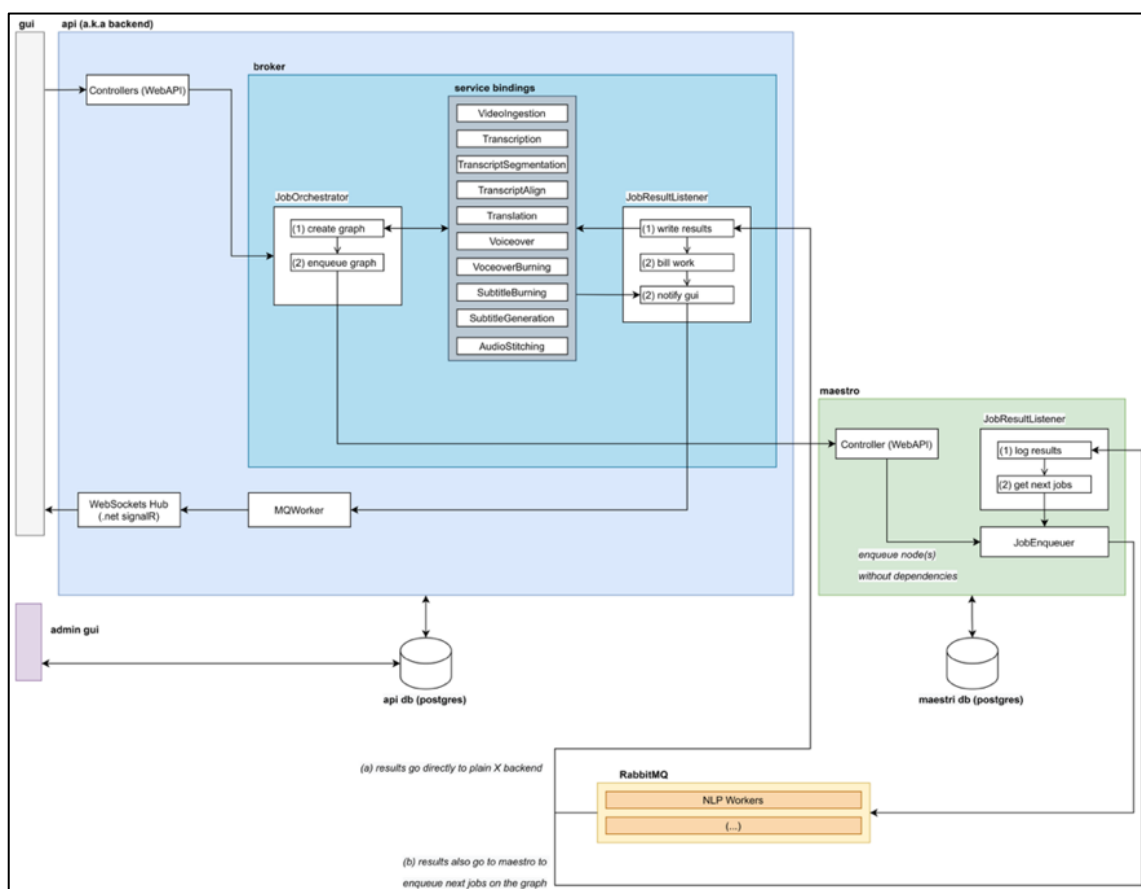 gui
api (a.k.a backend)
Controllers (WebAPI)
broker
service bindings
VideoIngestion
Transcription
TranscriptSegmentation
TranscriptAlign
Translation
Voiceover
VoceoverBurning
SubtitleBurning
SubtitleGeneration
AudioStitching
JobOrchestrator
(1) create graph
(2) enqueue graph
JobResultListener
(1) write results
(2) bill work
(2) notify gui
WebSockets Hub
(.net signalR)
MQWorker
maestro
Controller (WebAPI)
JobResultListener
(1) log results
(2) get next jobs
JobEnqueuer
enqueue node(s)
without dependencies
admin gui
api db (postgres)
maestri db (postgres)
(a) results go directly to plain X backend
RabbitMQ
NLP Workers
(...)
(b) results also go to maestro to
enqueue next jobs on the graph